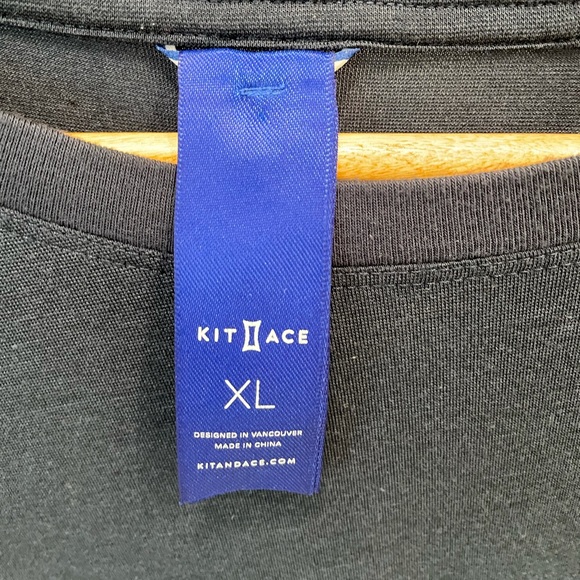 KIT ACE
XL
DESIGNED IN VANCOUVER
MADE IN CHINA
KITANDACE.COM